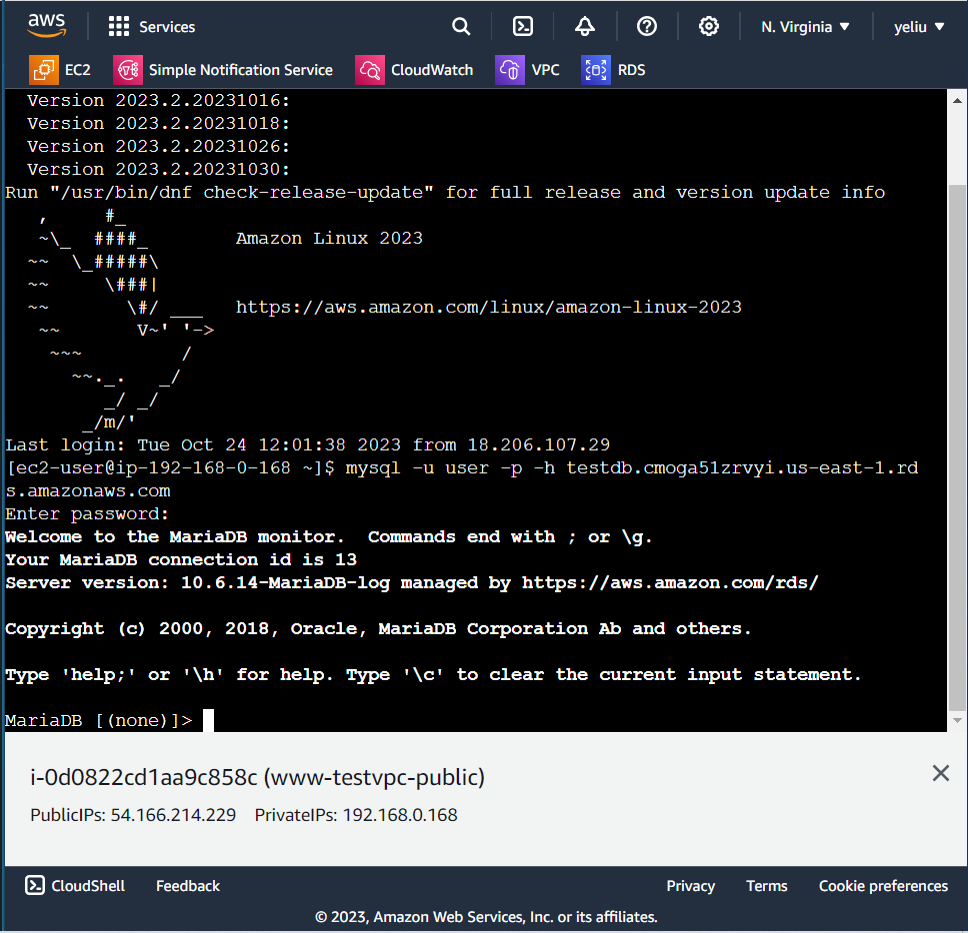 aws Services N. Virginia ▼ yeliu ▼
EC2 Simple Notification Service CloudWatch VPC RDS
  Version 2023.2.20231016:
  Version 2023.2.20231018:
  Version 2023.2.20231026:
  Version 2023.2.20231030:
Run "/usr/bin/dnf check-release-update" for full release and version update info
   ,     #_
   ~\_  ####_        Amazon Linux 2023
  ~~  \_#####\
  ~~     \###|
  ~~       \#/ ___   https://aws.amazon.com/linux/amazon-linux-2023
   ~~       V~' '->
    ~~~         /
      ~~._.   _/
         _/ _/
       _/m/'
Last login: Tue Oct 24 12:01:38 2023 from 18.206.107.29
[ec2-user@ip-192-168-0-168 ~]$ mysql -u user -p -h testdb.cmoga51zrvyi.us-east-1.rd
s.amazonaws.com
Enter password:
Welcome to the MariaDB monitor.  Commands end with ; or \g.
Your MariaDB connection id is 13
Server version: 10.6.14-MariaDB-log managed by https://aws.amazon.com/rds/
Copyright (c) 2000, 2018, Oracle, MariaDB Corporation Ab and others.
Type 'help;' or '\h' for help. Type '\c' to clear the current input statement.
MariaDB [(none)]>
i-0d0822cd1aa9c858c (www-testvpc-public)
PublicIPs: 54.166.214.229 PrivateIPs: 192.168.0.168
CloudShell Feedback Privacy Terms Cookie preferences
© 2023, Amazon Web Services, Inc. or its affiliates.